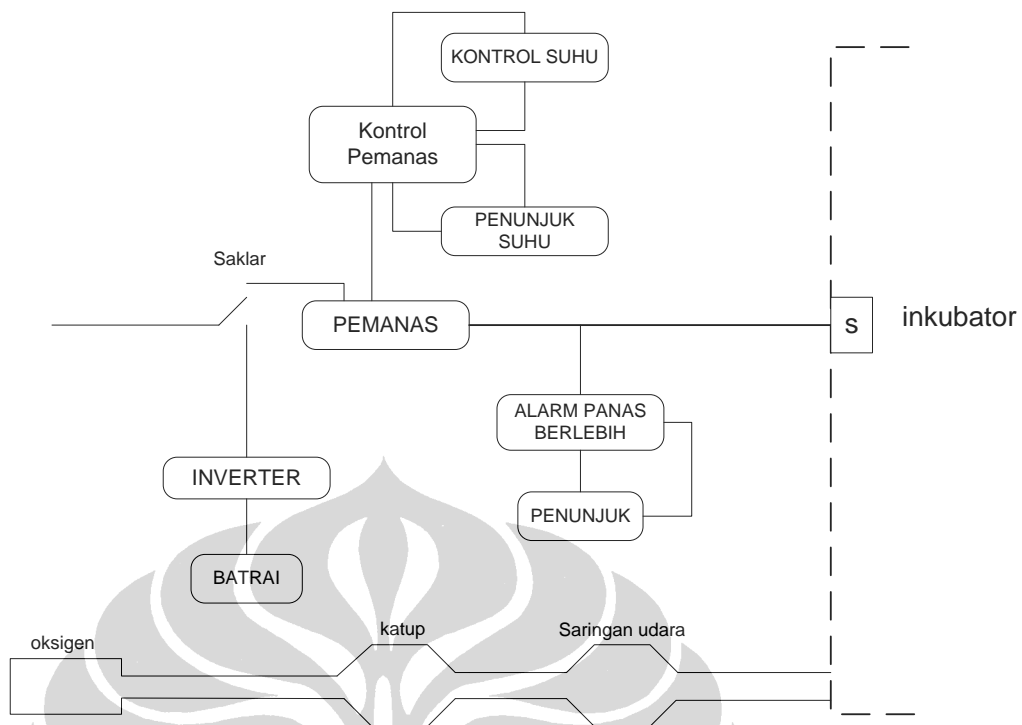 KONTROL SUHU
Kontrol
Pemanas
PENUNJUK
SUHU
Saklar
PEMANAS
S
inkubator
ALARM PANAS
BERLEBIH
INVERTER
PENUNJUK
BATRAI
oksigen
katup
Saringan udara